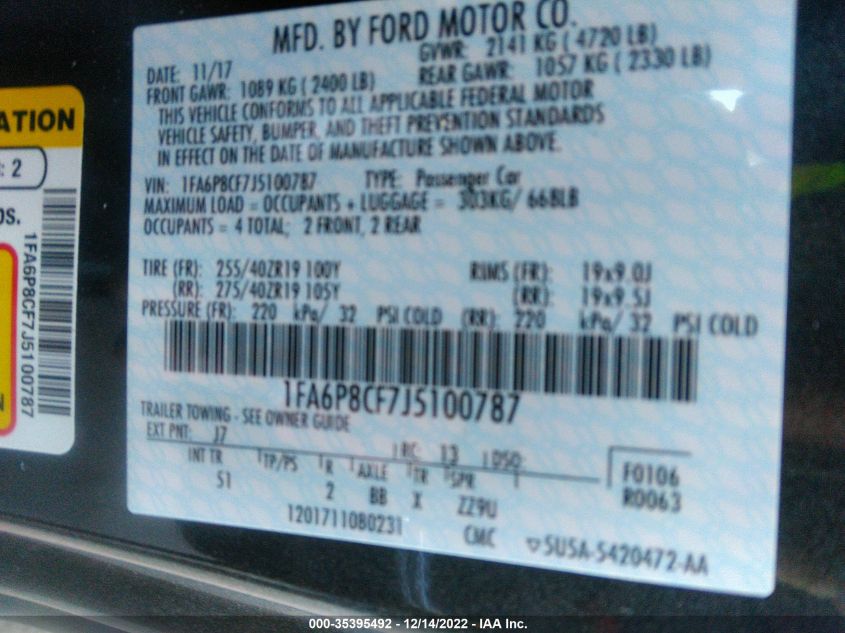 MFD. BY FORD MOTOR CO.
DATE: 11/17 GVWR: 2141 KG ( 4720 LB)
FRONT GAWR: 1089 KG ( 2400 LB) REAR GAWR: 1057 KG ( 2330 LB)
THIS VEHICLE CONFORMS TO ALL APPLICABLE FEDERAL MOTOR
VEHICLE SAFETY, BUMPER, AND THEFT PREVENTION STANDARDS
IN EFFECT ON THE DATE OF MANUFACTURE SHOWN ABOVE.
VIN: 1FA6P8CF7J5100787 TYPE: Passenger Car
MAXIMUM LOAD = OCCUPANTS + LUGGAGE = 303KG/ 668LB
OCCUPANTS = 4 TOTAL; 2 FRONT, 2 REAR
TIRE (FR): 255/40ZR19 100Y RIMS (FR): 19x9.0J
(RR): 275/40ZR19 105Y (RR): 19x9.5J
PRESSURE (FR): 220 kPa/ 32 PSI COLD (RR): 220 kPa/ 32 PSI COLD
1FA6P8CF7J5100787
TRAILER TOWING - SEE OWNER GUIDE
EXT PNT: J7 RC: 13 DSO:
INT TR TP/PS R AXLE TR SPR
51 2 BB X ZZ9U
F0106
R0063
1201711080231 CMC 5U5A-5420472-AA
ATION
: 2
OS.
1FA6P8CF7J5100787
000-35395492 - 12/14/2022 - IAA Inc.